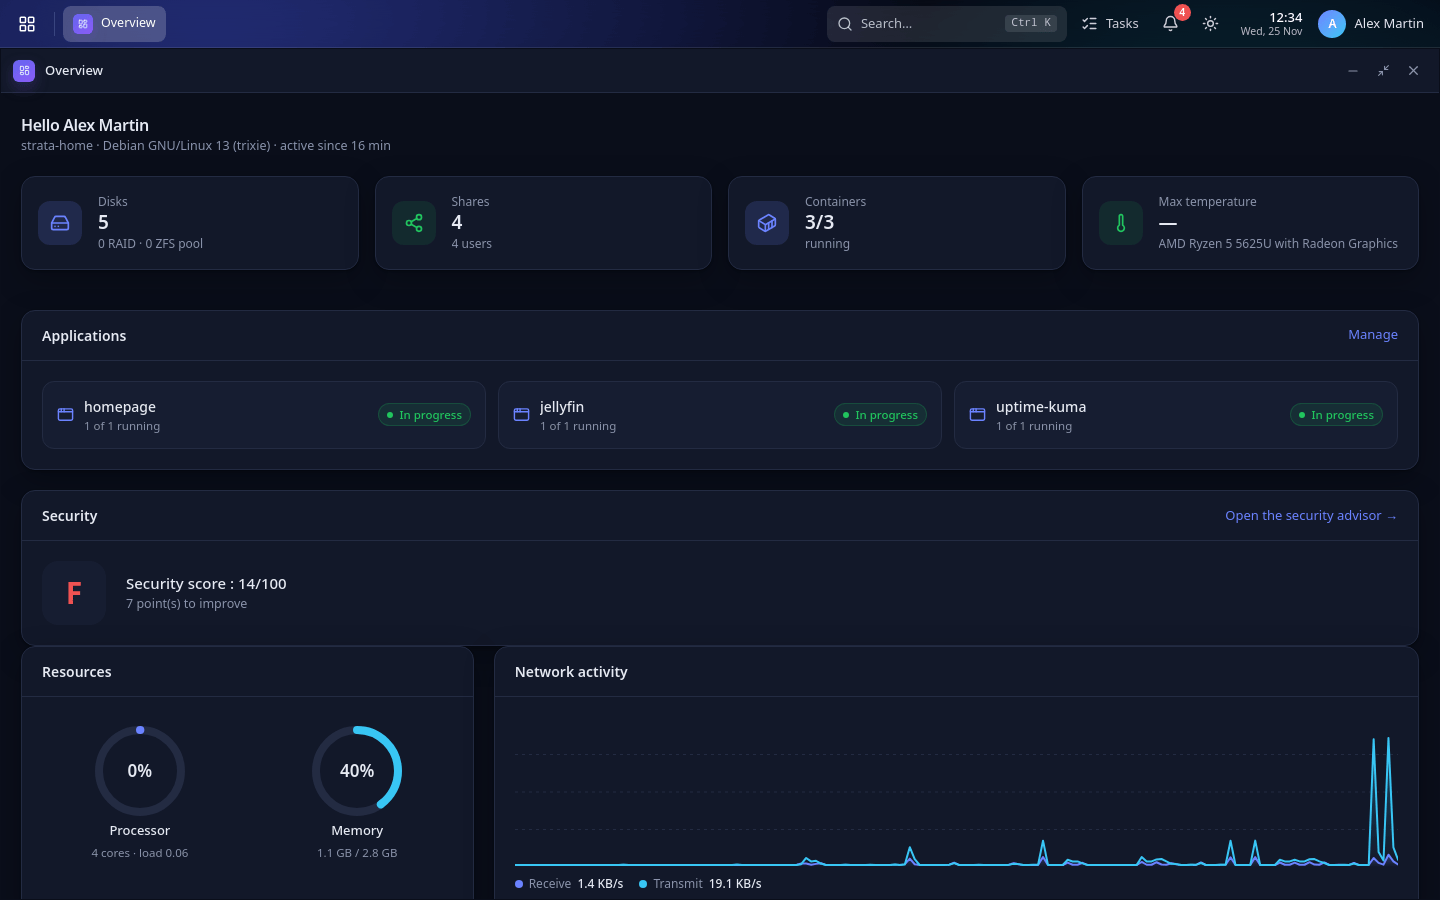 Overview
Search...
Ctrl K
Tasks
4
12:34
Wed, 25 Nov
A
Alex Martin
Overview
Hello Alex Martin
strata-home · Debian GNU/Linux 13 (trixie) · active since 16 min
Disks
5
0 RAID · 0 ZFS pool
Shares
4
4 users
Containers
3/3
running
Max temperature
—
AMD Ryzen 5 5625U with Radeon Graphics
Applications
Manage
homepage
1 of 1 running
In progress
jellyfin
1 of 1 running
In progress
uptime-kuma
1 of 1 running
In progress
Security
Open the security advisor →
F
Security score : 14/100
7 point(s) to improve
Resources
0%
Processor
4 cores · load 0.06
40%
Memory
1.1 GB / 2.8 GB
Network activity
Receive 1.4 KB/s
Transmit 19.1 KB/s